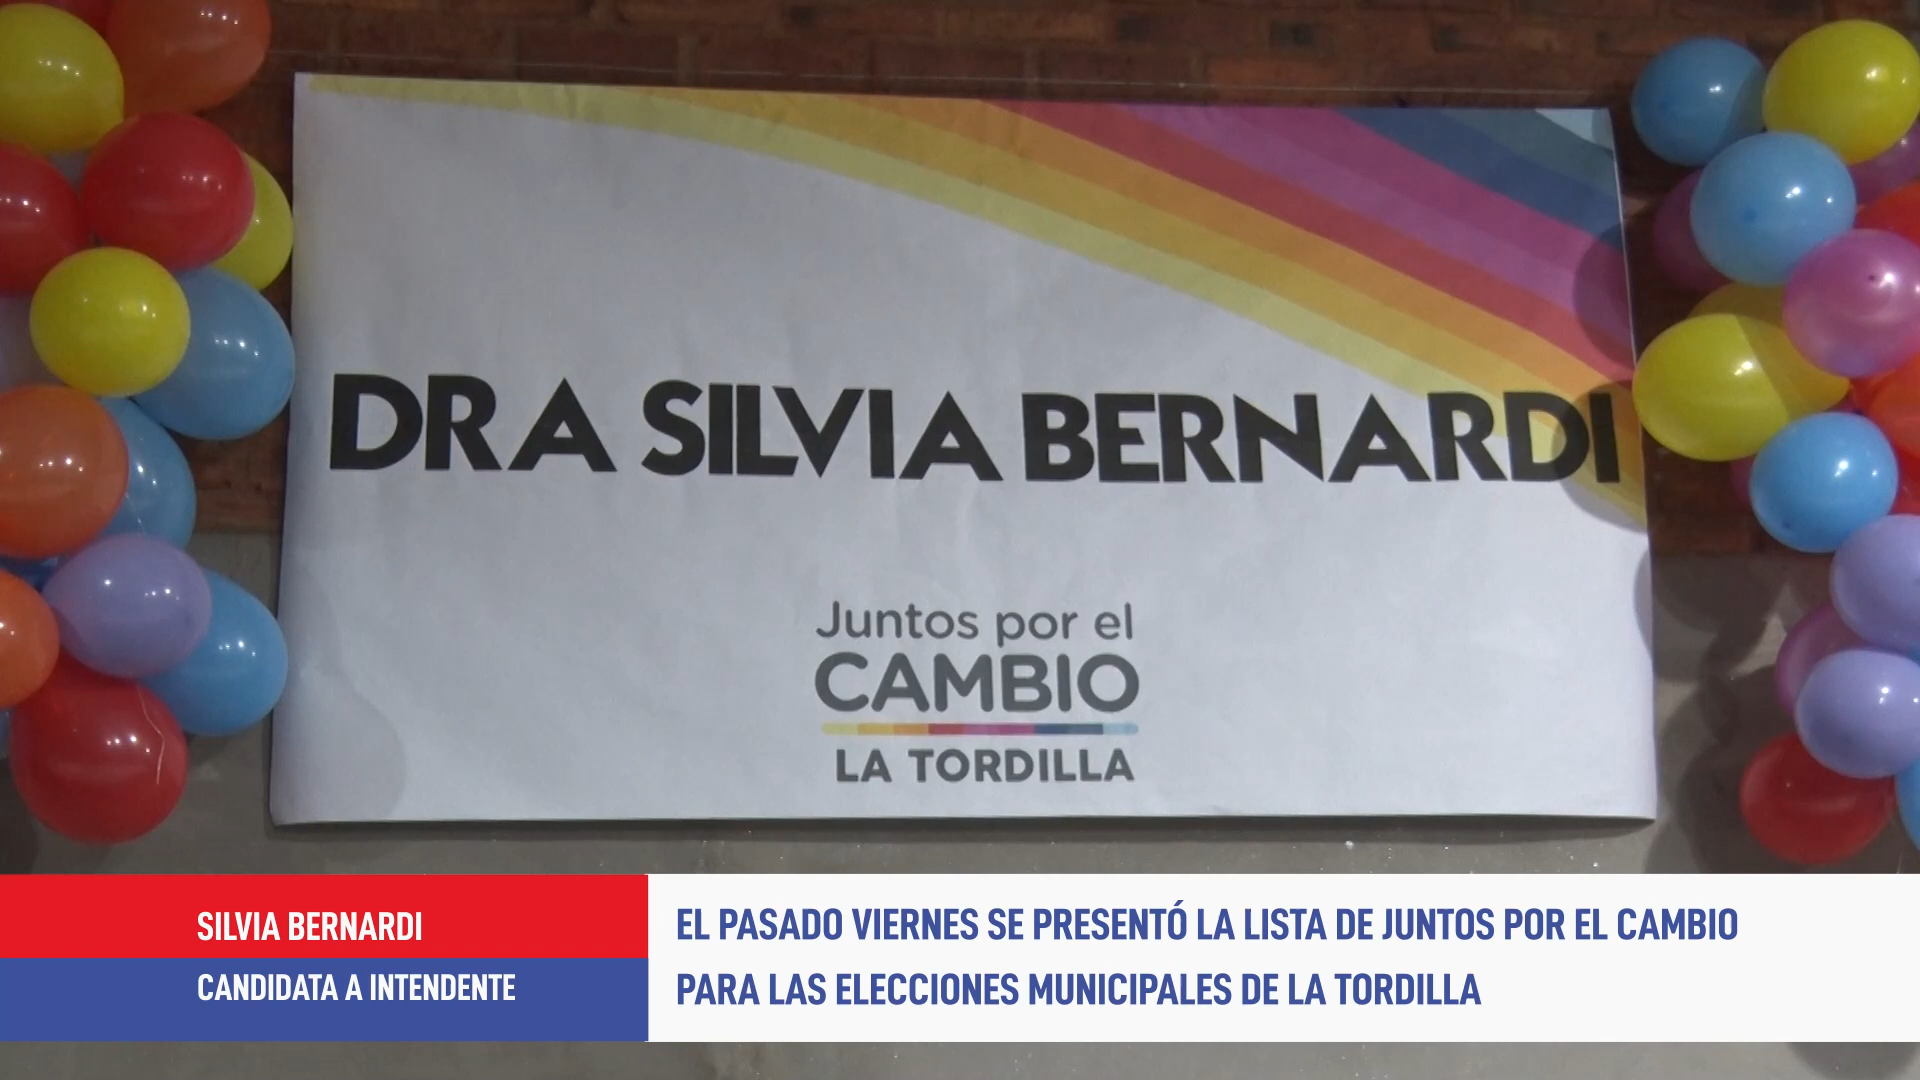 DRA SILVIA BERNARDI
Juntos por el
CAMBIO
LA TORDILLA
SILVIA BERNARDI
CANDIDATA A INTENDENTE
EL PASADO VIERNES SE PRESENTÓ LA LISTA DE JUNTOS POR EL CAMBIO
PARA LAS ELECCIONES MUNICIPALES DE LA TORDILLA